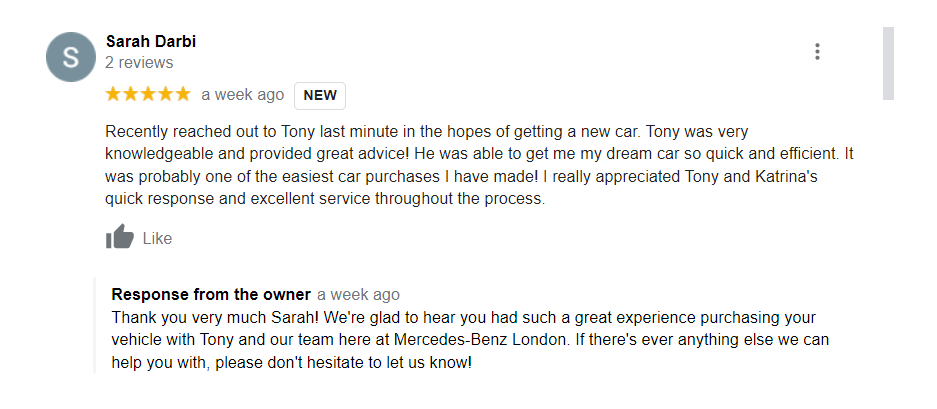 S
Sarah Darbi
2 reviews
a week ago NEW
Recently reached out to Tony last minute in the hopes of getting a new car. Tony was very
knowledgeable and provided great advice! He was able to get me my dream car so quick and efficient. It
was probably one of the easiest car purchases I have made! I really appreciated Tony and Katrina's
quick response and excellent service throughout the process.
Like
Response from the owner a week ago
Thank you very much Sarah! We're glad to hear you had such a great experience purchasing your
vehicle with Tony and our team here at Mercedes-Benz London. If there's ever anything else we can
help you with, please don't hesitate to let us know!